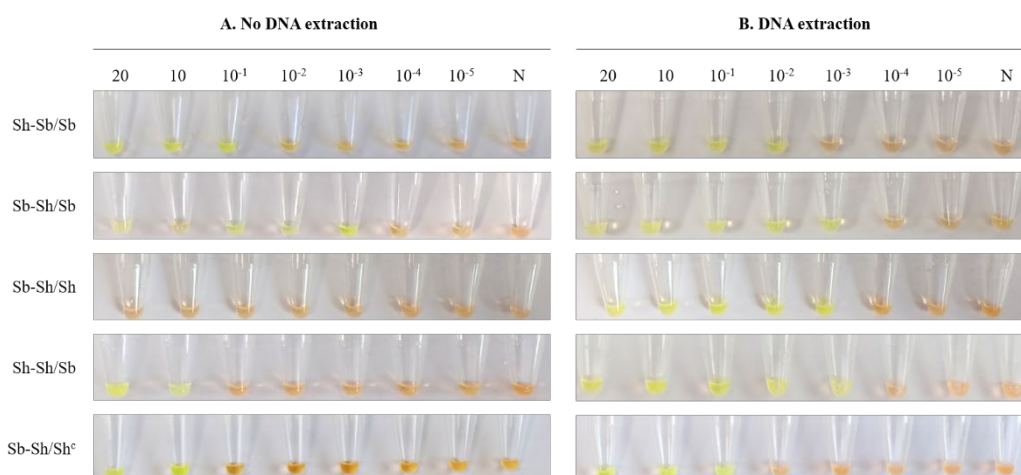 A. No DNA extraction
B. DNA extraction
20 10 10⁻¹ 10⁻² 10⁻³ 10⁻⁴ 10⁻⁵ N
20 10 10⁻¹ 10⁻² 10⁻³ 10⁻⁴ 10⁻⁵ N
Sh-Sb/Sb
Sb-Sh/Sb
Sb-Sh/Sh
Sh-Sh/Sb
Sb-Sh/Shᶜ